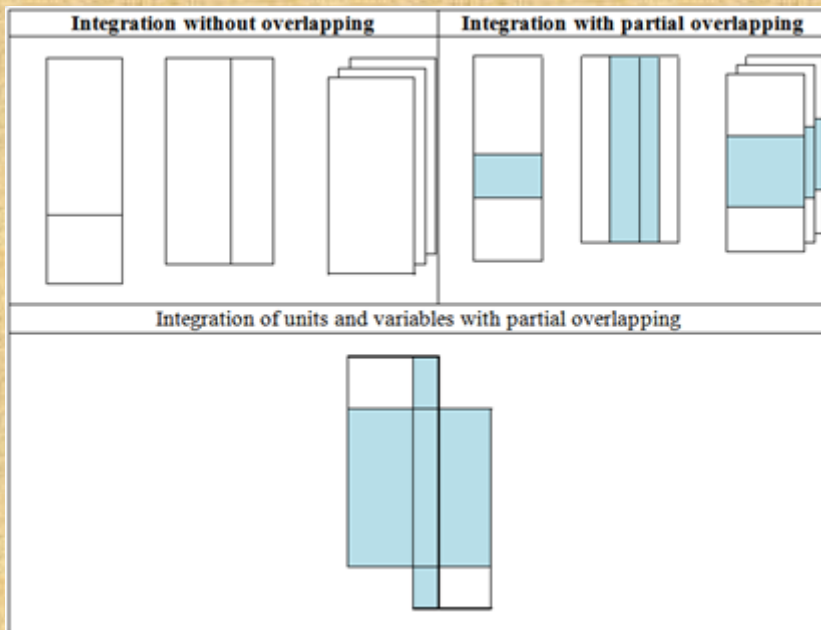 Integration without overlapping
Integration with partial overlapping
Integration of units and variables with partial overlapping